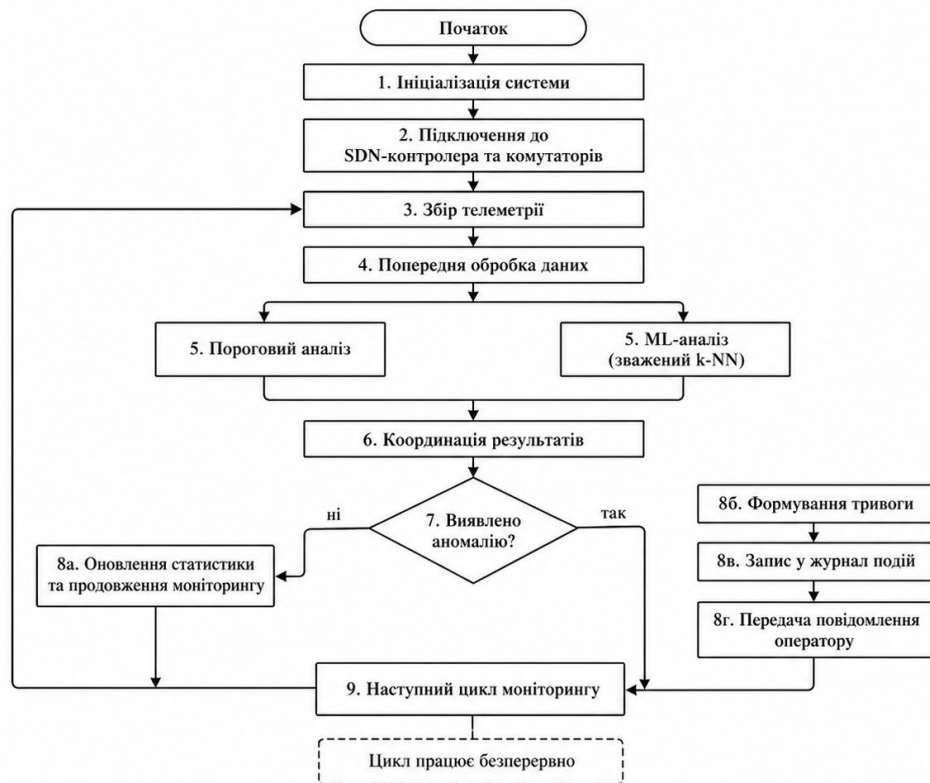 Початок
1. Ініціалізація системи
2. Підключення до
SDN-контролера та комутаторів
3. Збір телеметрії
4. Попередня обробка даних
5. Пороговий аналіз
5. ML-аналіз
(зважений k-NN)
6. Координація результатів
7. Виявлено
аномалію?
ні
так
8а. Оновлення статистики
та продовження моніторингу
8б. Формування тривоги
8в. Запис у журнал подій
8г. Передача повідомлення
оператору
9. Наступний цикл моніторингу
Цикл працює безперервно